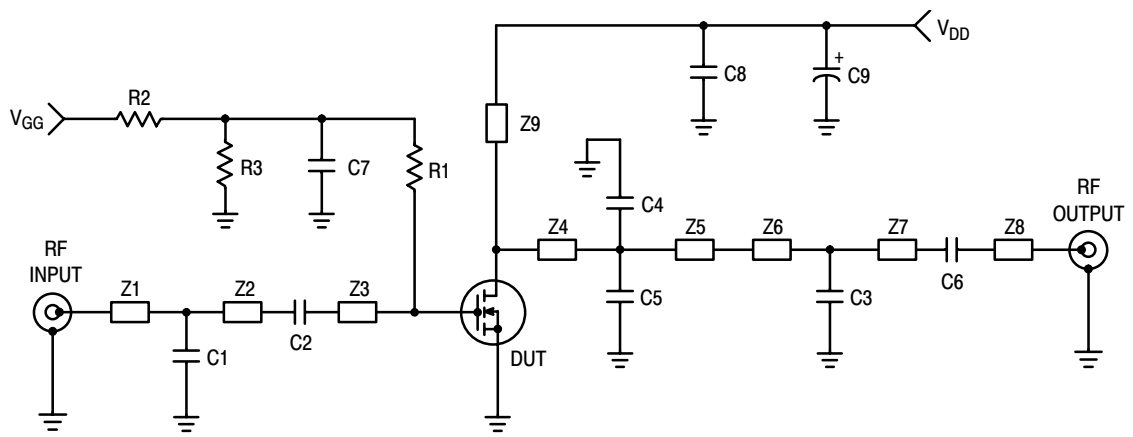 VDD
C8
+
C9
R2
VGG
Z9
R3
C7
R1
C4
RF
OUTPUT
RF
INPUT
Z4
Z5
Z6
Z7
Z8
C6
Z1
Z2
Z3
C5
C3
C2
C1
DUT